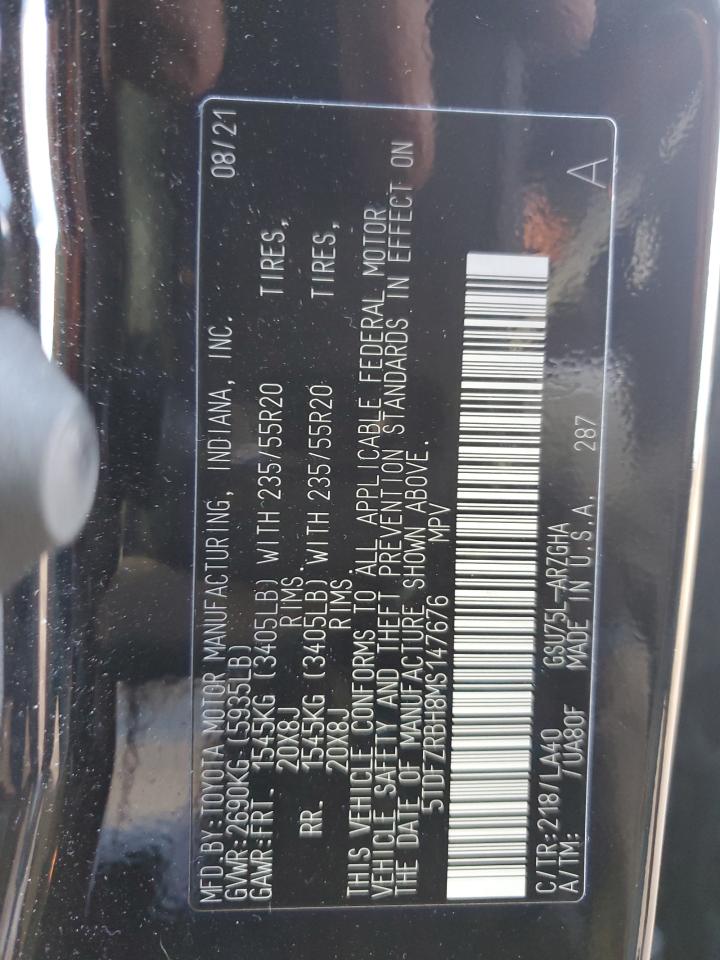 MFD.BY:TOYOTA MOTOR MANUFACTURING, INDIANA, INC. 08/21
GVWR:2690KG (5935LB)
GAWR:FRT. 1545KG (3405LB) WITH 235/55R20 TIRES,
20X8J RIMS.
RR. 1545KG (3405LB) WITH 235/55R20 TIRES,
20X8J RIMS
THIS VEHICLE CONFORMS TO ALL APPLICABLE FEDERAL MOTOR
VEHICLE SAFETY AND THEFT PREVENTION STANDARDS IN EFFECT ON
THE DATE OF MANUFACTURE SHOWN ABOVE.
5TDFZRBH8MS147676 MPV
C/TR:218/LA40 GSU75L-ARZGHA
A/TM: /UA80F MADE IN U.S.A. 287 A